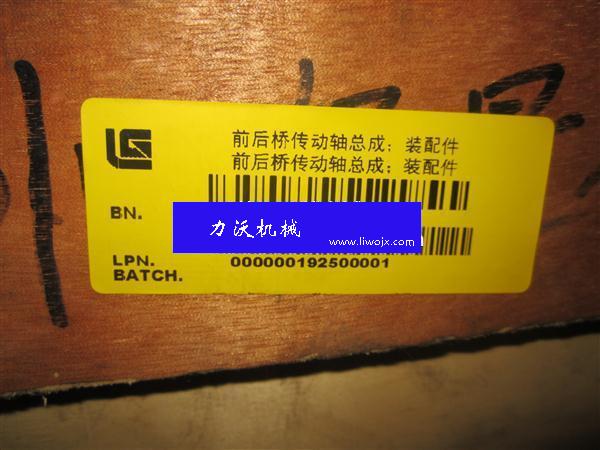 LG
前后桥传动轴总成；装配件
前后桥传动轴总成；装配件
BN.
力沃机械
www.liwojx.com
LPN. 000000192500001
BATCH.